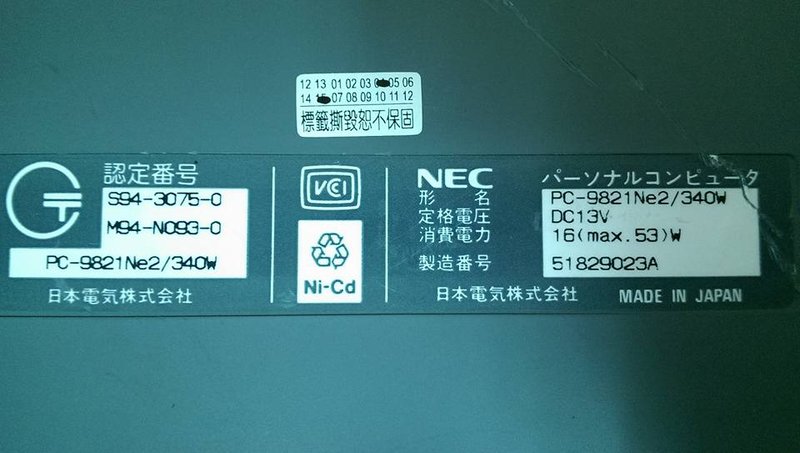 12 13 01 02 03 05 06
14 07 08 09 10 11 12
標籤撕毀恕不保固
認定番号
S94-3075-0
M94-N093-0
PC-9821Ne2/340W
日本電気株式会社
VCI
Ni-Cd
NEC パーソナルコンピュータ
形名 PC-9821Ne2/340W
定格電圧 DC13V
消費電力 16(max.53)W
製造番号 51829023A
日本電気株式会社 MADE IN JAPAN